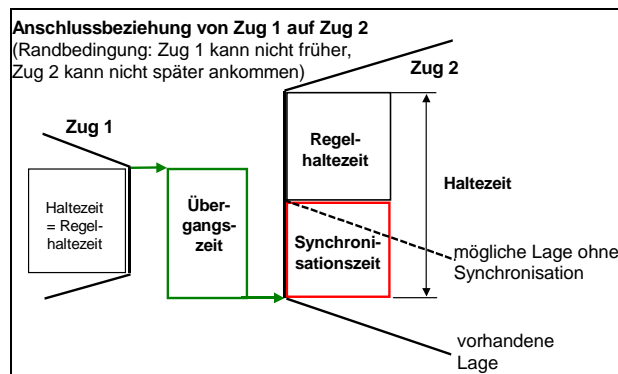 Anschlussbeziehung von Zug 1 auf Zug 2
(Randbedingung: Zug 1 kann nicht früher,
Zug 2 kann nicht später ankommen)
Zug 2
Zug 1
Regel-
haltezeit
Haltezeit
= Regel-
haltezeit
Über-
gangs-
zeit
Haltezeit
Synchroni-
sationszeit
mögliche Lage ohne
Synchronisation
vorhandene
Lage